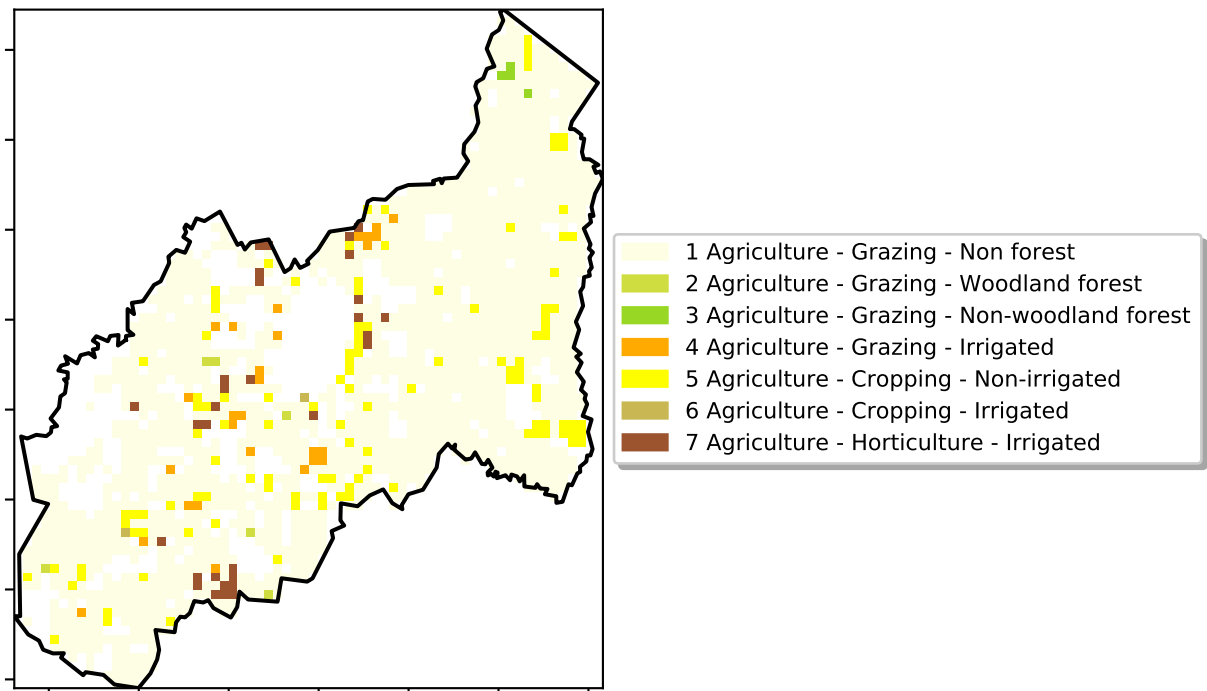 1 Agriculture - Grazing - Non forest
2 Agriculture - Grazing - Woodland forest
3 Agriculture - Grazing - Non-woodland forest
4 Agriculture - Grazing - Irrigated
5 Agriculture - Cropping - Non-irrigated
6 Agriculture - Cropping - Irrigated
7 Agriculture - Horticulture - Irrigated